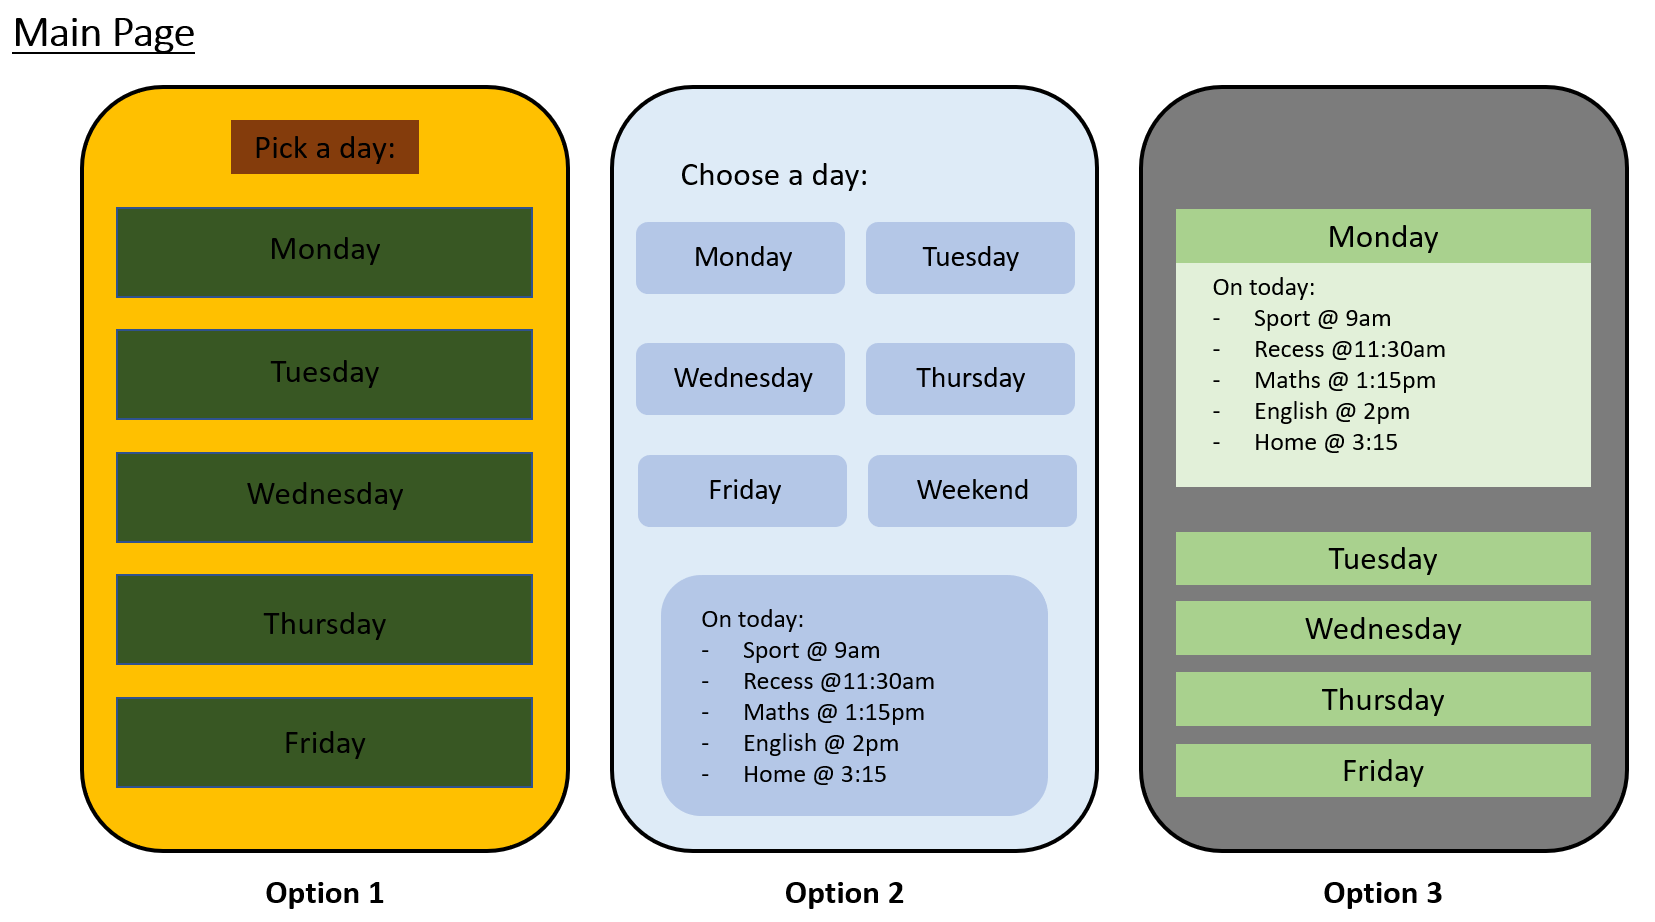 Main Page
Pick a day:
Monday
Tuesday
Wednesday
Thursday
Friday
Option 1
Choose a day:
Monday Tuesday
Wednesday Thursday
Friday Weekend
On today:
- Sport @ 9am
- Recess @11:30am
- Maths @ 1:15pm
- English @ 2pm
- Home @ 3:15
Option 2
Monday
On today:
- Sport @ 9am
- Recess @11:30am
- Maths @ 1:15pm
- English @ 2pm
- Home @ 3:15
Tuesday
Wednesday
Thursday
Friday
Option 3